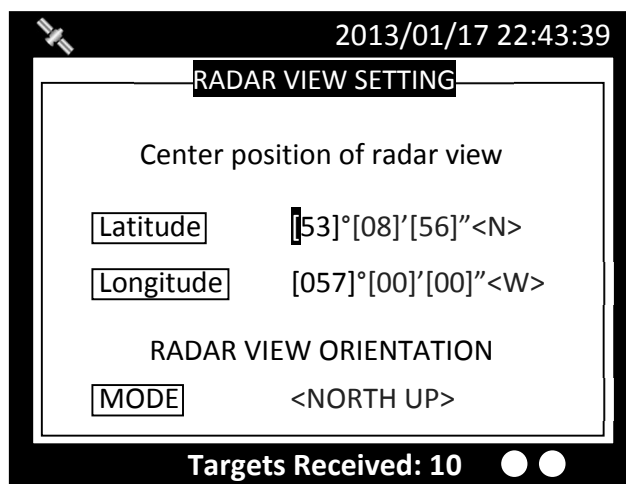 2013/01/17 22:43:39
RADAR VIEW SETTING
Center position of radar view
Latitude [53]°[08]’[56]”<N>
Longitude [057]°[00]’[00]”<W>
RADAR VIEW ORIENTATION
MODE <NORTH UP>
Targets Received: 10